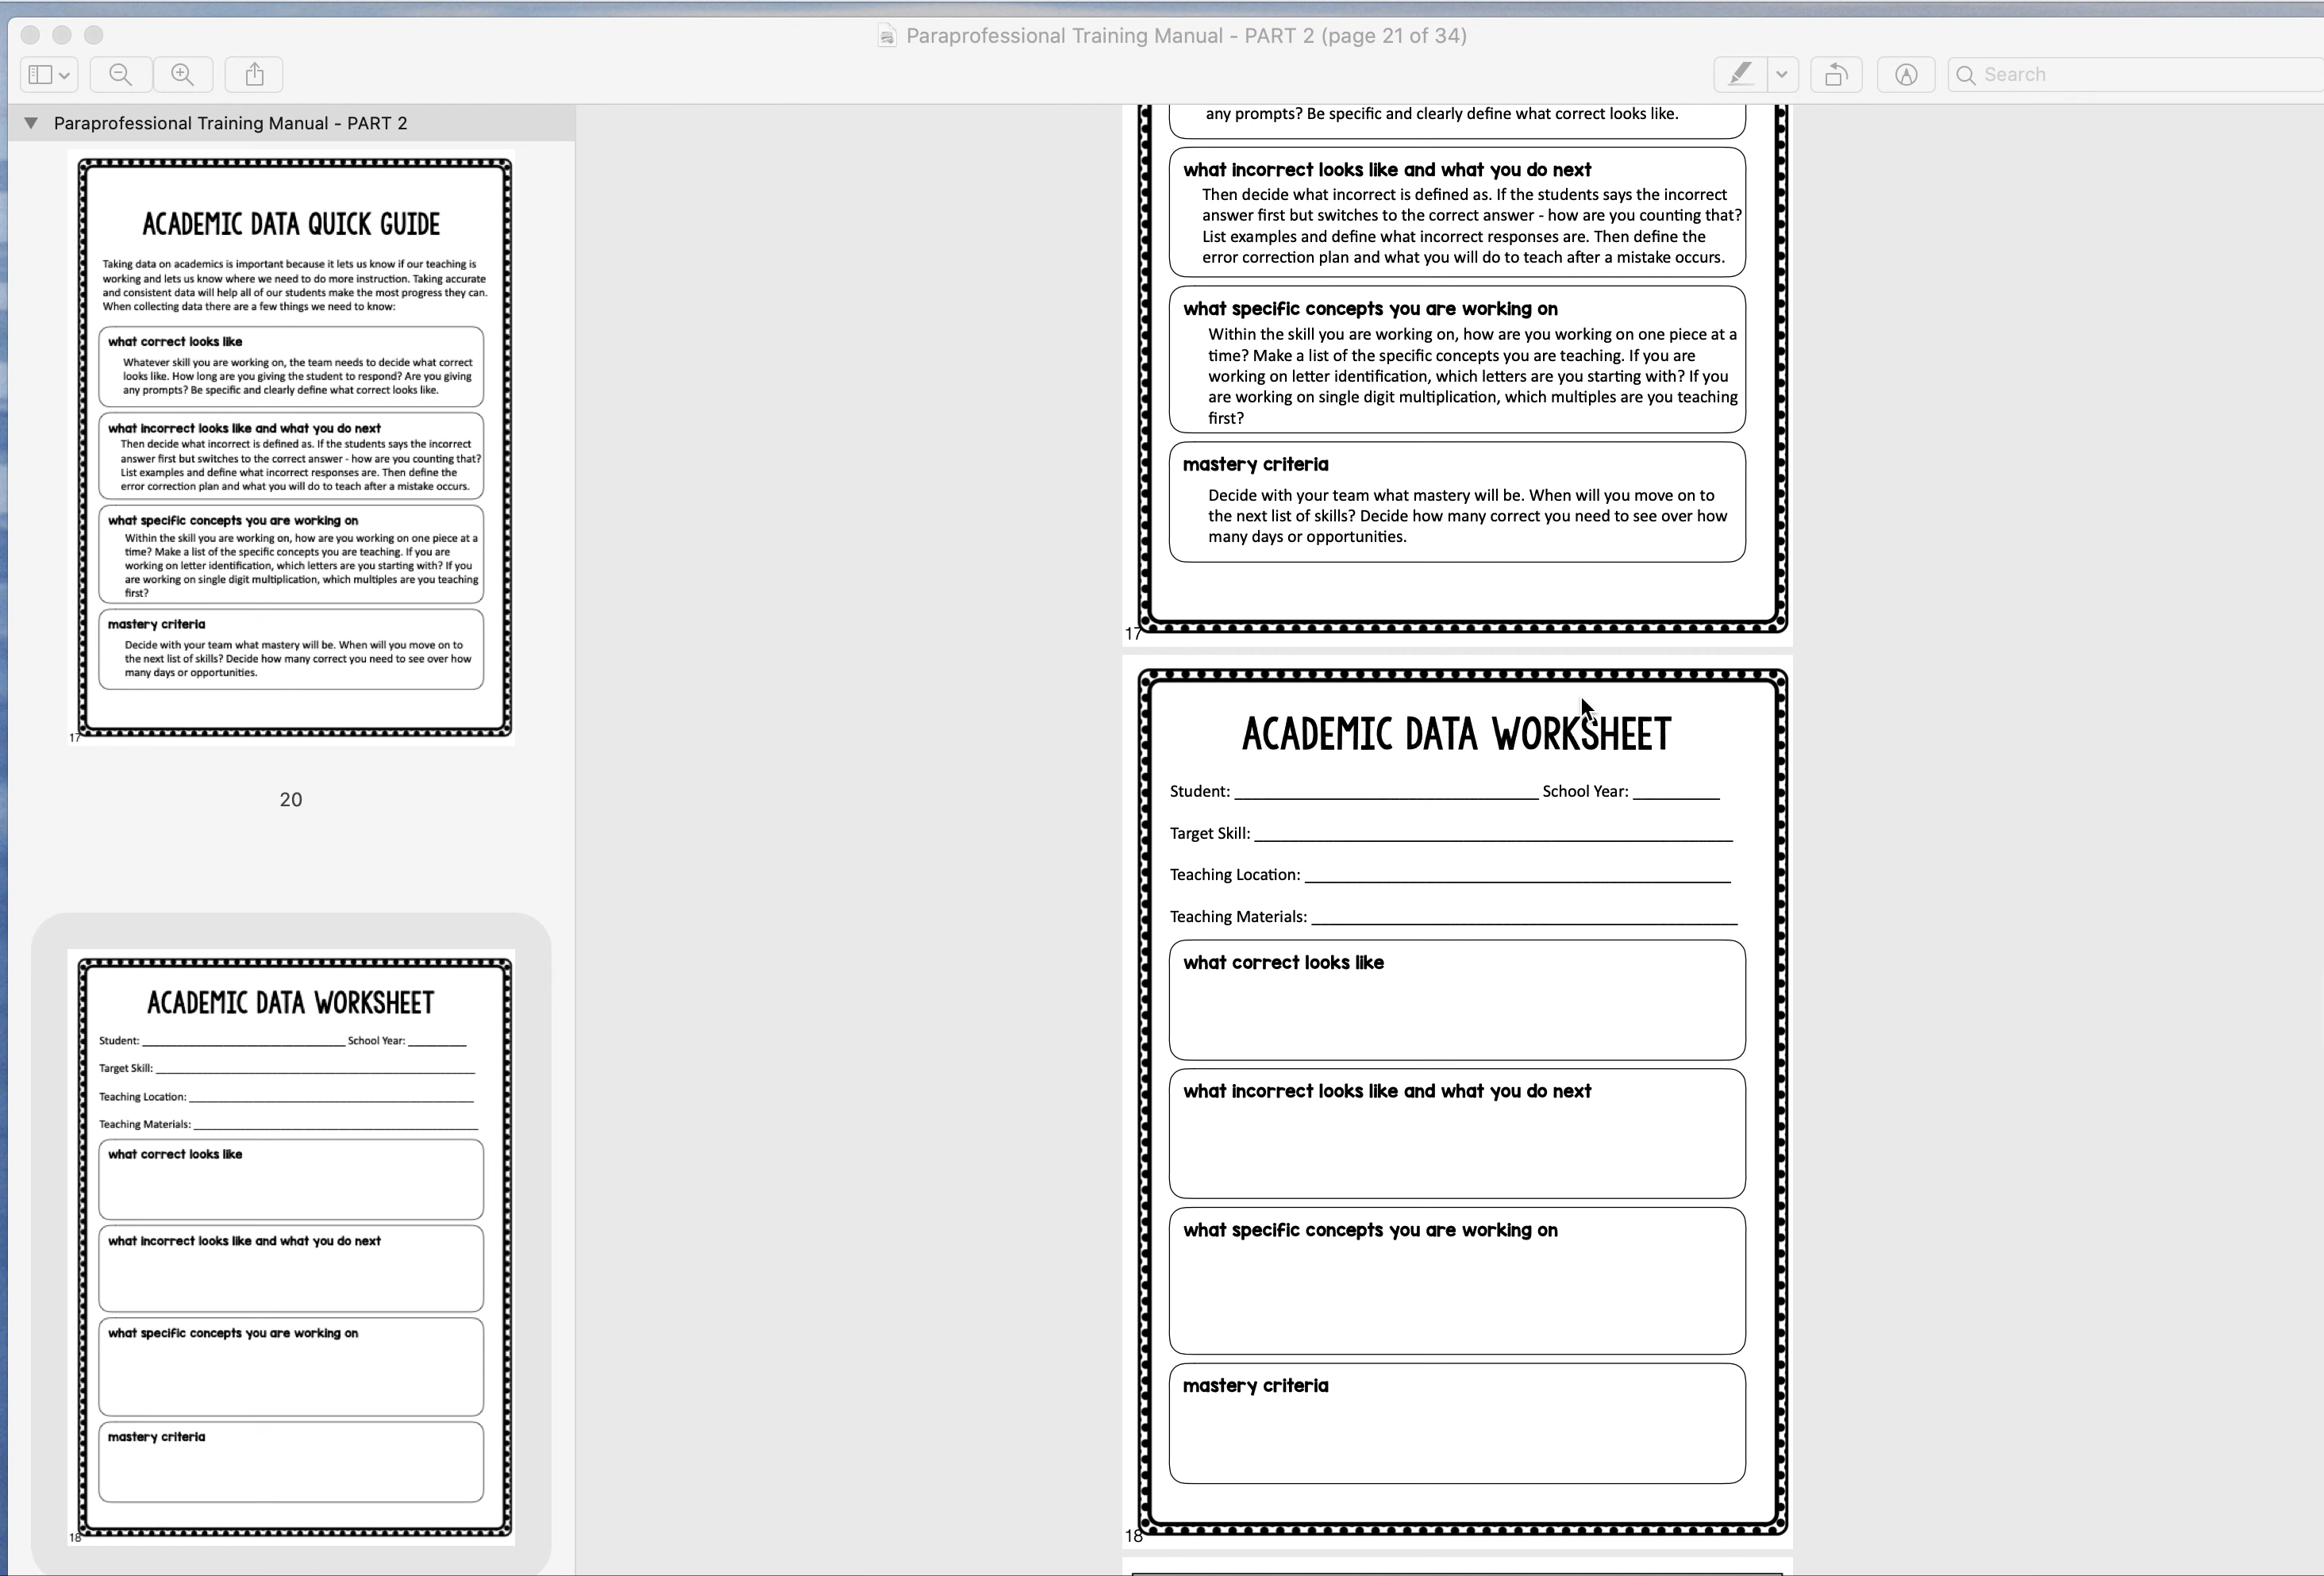 Paraprofessional Training Manual - PART 2 (page 21 of 34)
Search
Paraprofessional Training Manual - PART 2
ACADEMIC DATA QUICK GUIDE
Taking data on academics is important because it lets us know if our teaching is
working and lets us know where we need to do more instruction. Taking accurate
and consistent data will help all of our students make the most progress they can.
When collecting data there are a few things we need to know:
what correct looks like
Whatever skill you are working on, the team needs to decide what correct
looks like. How long are you giving the student to respond? Are you giving
any prompts? Be specific and clearly define what correct looks like.
what incorrect looks like and what you do next
Then decide what incorrect is defined as. If the students says the incorrect
answer first but switches to the correct answer - how are you counting that?
List examples and define what incorrect responses are. Then define the
error correction plan and what you will do to teach after a mistake occurs.
what specific concepts you are working on
Within the skill you are working on, how are you working on one piece at a
time? Make a list of the specific concepts you are teaching. If you are
working on letter identification, which letters are you starting with? If you
are working on single digit multiplication, which multiples are you teaching
first?
mastery criteria
Decide with your team what mastery will be. When will you move on to
the next list of skills? Decide how many correct you need to see over how
many days or opportunities.
17
20
ACADEMIC DATA WORKSHEET
Student: School Year:
Target Skill:
Teaching Location:
Teaching Materials:
what correct looks like
what incorrect looks like and what you do next
what specific concepts you are working on
mastery criteria
18
any prompts? Be specific and clearly define what correct looks like.
what incorrect looks like and what you do next
Then decide what incorrect is defined as. If the students says the incorrect
answer first but switches to the correct answer - how are you counting that?
List examples and define what incorrect responses are. Then define the
error correction plan and what you will do to teach after a mistake occurs.
what specific concepts you are working on
Within the skill you are working on, how are you working on one piece at a
time? Make a list of the specific concepts you are teaching. If you are
working on letter identification, which letters are you starting with? If you
are working on single digit multiplication, which multiples are you teaching
first?
mastery criteria
Decide with your team what mastery will be. When will you move on to
the next list of skills? Decide how many correct you need to see over how
many days or opportunities.
17
ACADEMIC DATA WORKSHEET
Student: School Year:
Target Skill:
Teaching Location:
Teaching Materials:
what correct looks like
what incorrect looks like and what you do next
what specific concepts you are working on
mastery criteria
18